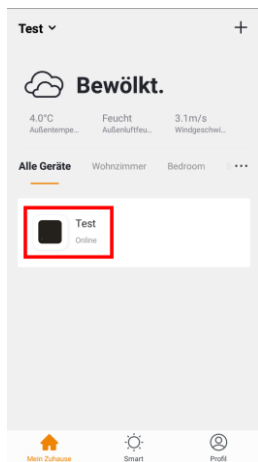 Test
Bewölkt.
4.0°C Feucht 3.1m/s
Außentempe... Außenluftfeu... Windgeschwi...
Alle Geräte Wohnzimmer Bedroom
Test
Online
Mein Zuhause Smart Profil